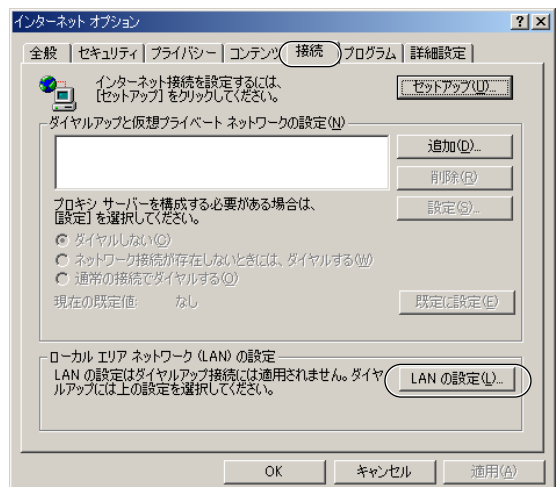 インターネット オプション
全般 セキュリティ プライバシー コンテンツ 接続 プログラム 詳細設定
インターネット接続を設定するには、
[セットアップ] をクリックしてください。
セットアップ(U)...
ダイヤルアップと仮想プライベート ネットワークの設定(N)
追加(D)...
削除(R)
プロキシ サーバーを構成する必要がある場合は、
[設定] を選択してください。
設定(S)...
ダイヤルしない(C)
ネットワーク接続が存在しないときには、ダイヤルする(W)
通常の接続でダイヤルする(O)
現在の既定値: なし
既定に設定(E)
ローカル エリア ネットワーク (LAN) の設定
LAN の設定はダイヤルアップ接続には適用されません。ダイヤ
ルアップには上の設定を選択してください。
LAN の設定(L)...
OK キャンセル 適用(A)